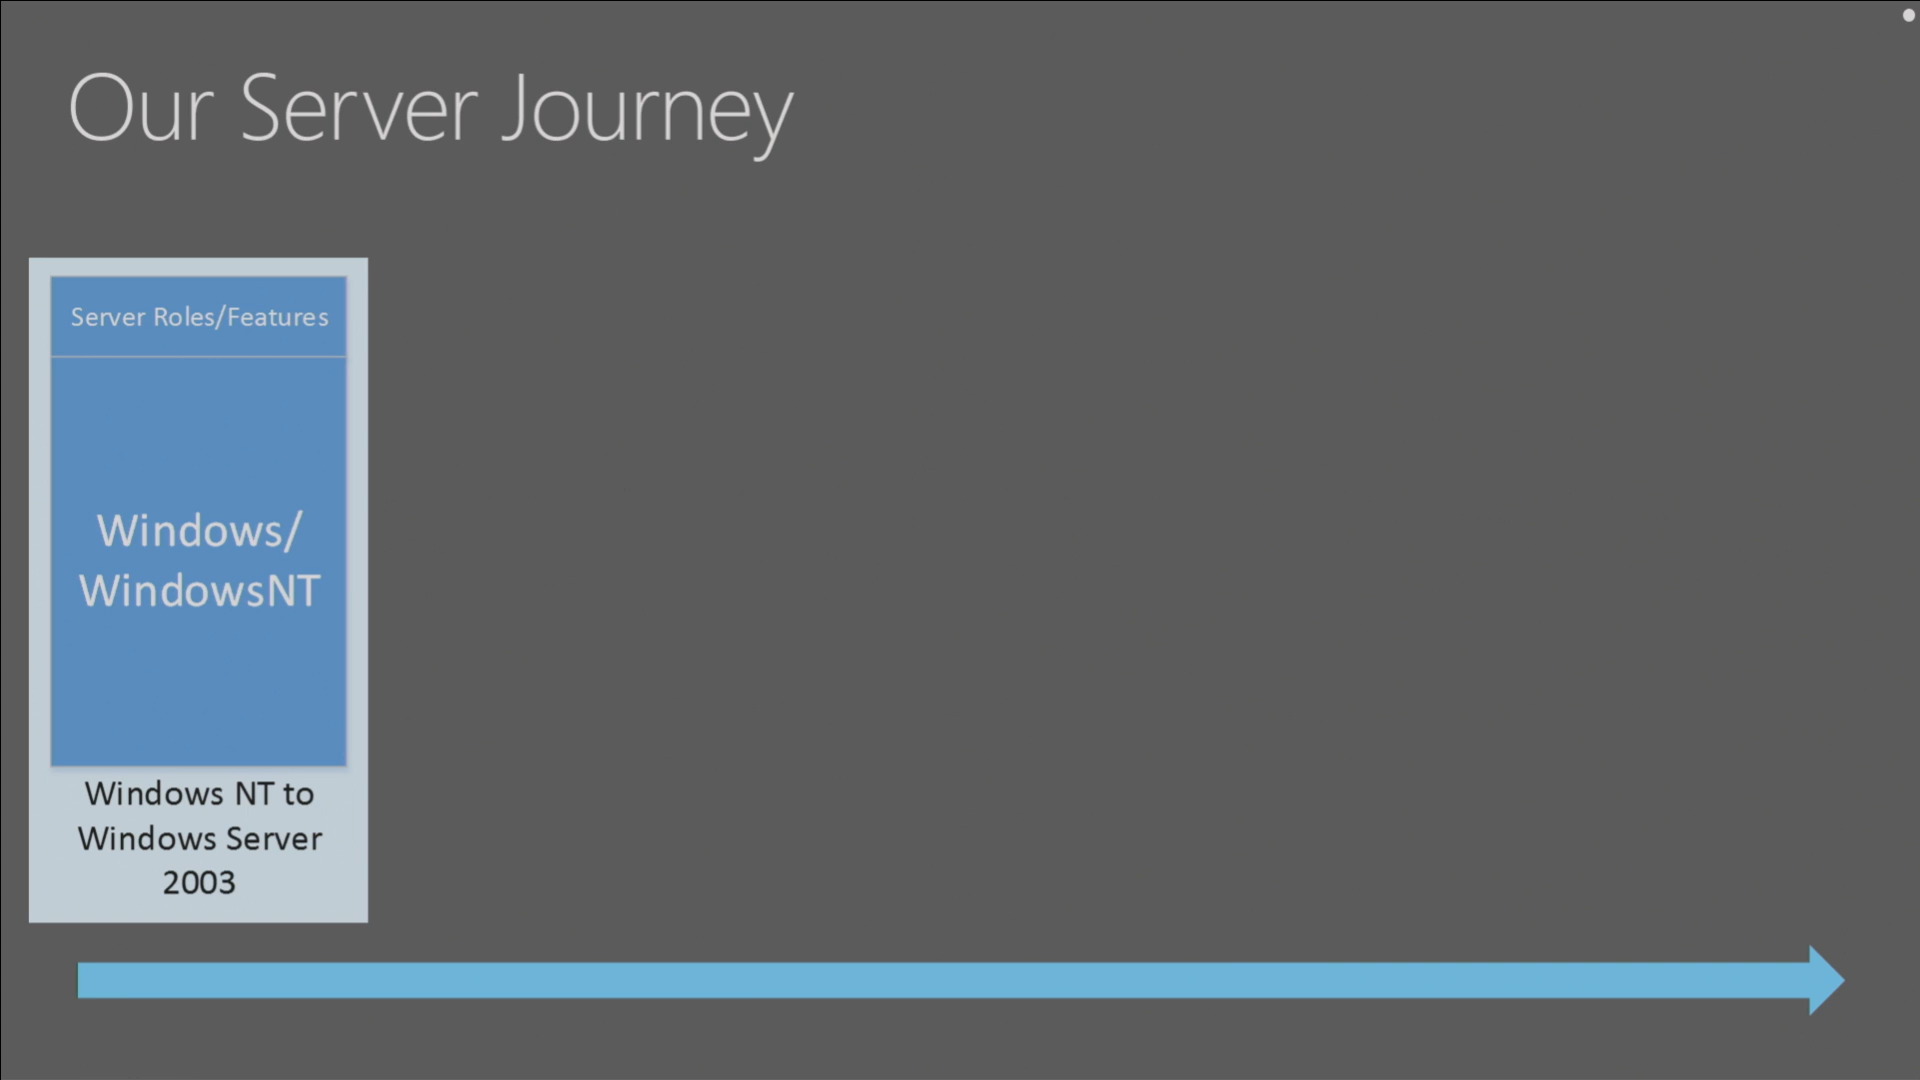 Our Server Journey
Server Roles/Features
Windows/
WindowsNT
Windows NT to
Windows Server
2003